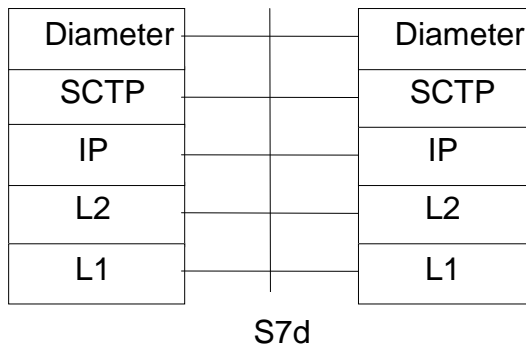 Diameter Diameter
SCTP SCTP
IP IP
L2 L2
L1 L1
S7d